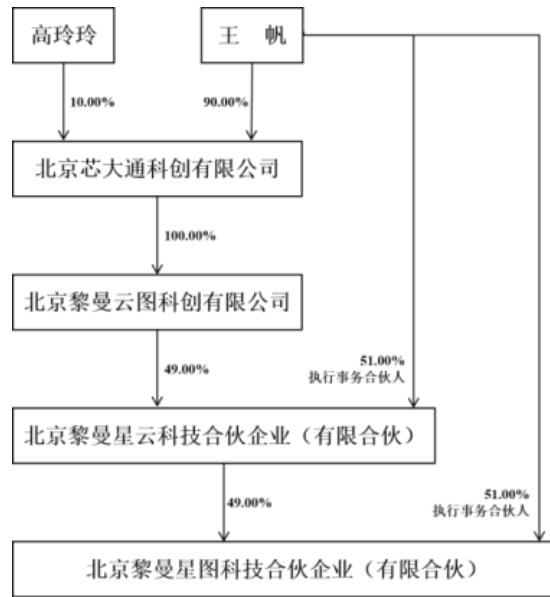 高玲玲
王 帆
10.00%
90.00%
北京芯大通科创有限公司
100.00%
北京黎曼云图科创有限公司
49.00%
51.00%
执行事务合伙人
北京黎曼星云科技合伙企业（有限合伙）
49.00%
51.00%
执行事务合伙人
北京黎曼星图科技合伙企业（有限合伙）